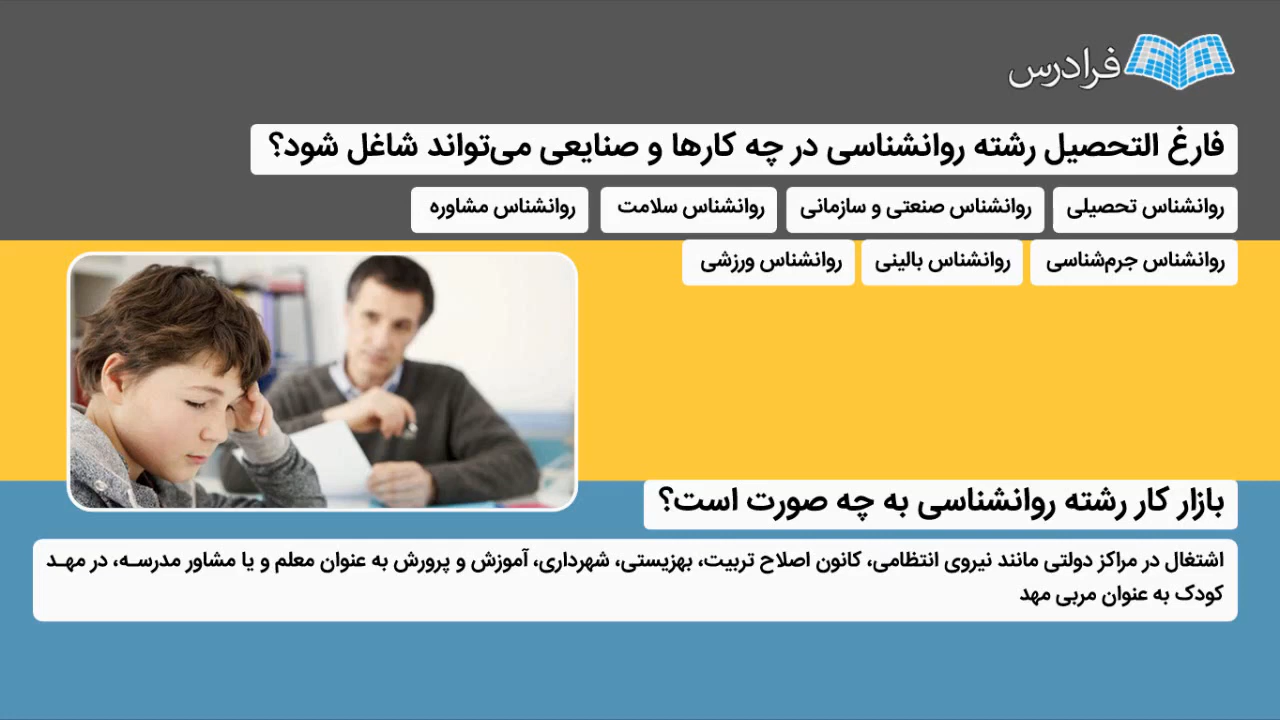 فرادرس
فارغ التحصیل رشته روانشناسی در چه کارها و صنایعی می‌تواند شاغل شود؟
روانشناس تحصیلی روانشناس صنعتی و سازمانی روانشناس سلامت روانشناس مشاوره
روانشناس جرم‌شناسی روانشناس بالینی روانشناس ورزشی
بازار کار رشته روانشناسی به چه صورت است؟
اشتغال در مراکز دولتی مانند نیروی انتظامی، کانون اصلاح تربیت، بهزیستی، شهرداری، آموزش و پرورش به عنوان معلم و یا مشاور مدرسـه، در مهـد
کودک به عنوان مربی مهد